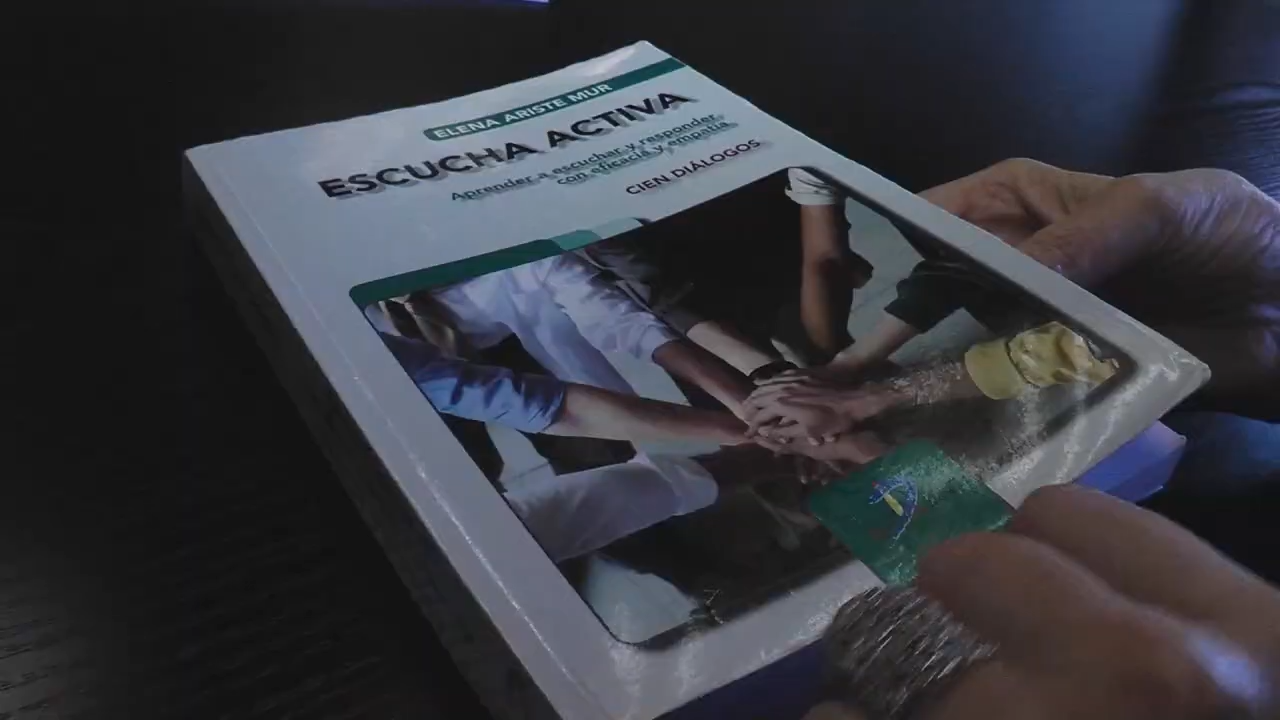 ELENA ARISTE MUR
ESCUCHA ACTIVA
Aprender a escuchar y responder
con eficacia y empatía
CIEN DIÁLOGOS